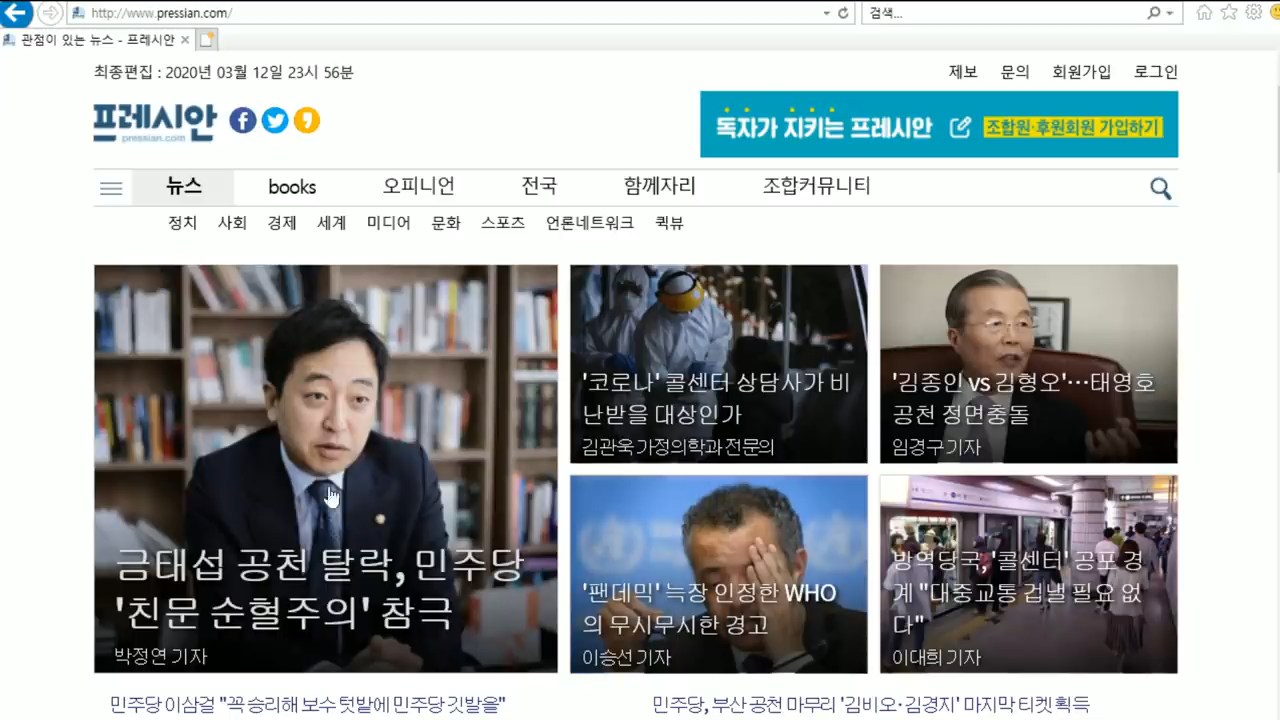 http://www.pressian.com/
검색...
관점이 있는 뉴스 - 프레시안
최종편집 : 2020년 03월 12일 23시 56분
제보 문의 회원가입 로그인
프레시안
pressian.com
독자가 지키는 프레시안 조합원·후원회원 가입하기
뉴스 books 오피니언 전국 함께자리 조합커뮤니티
정치 사회 경제 세계 미디어 문화 스포츠 언론네트워크 퀵뷰
금태섭 공천 탈락, 민주당
'친문 순혈주의' 참극
박정연 기자
'코로나' 콜센터 상담사가 비
난받을 대상인가
김관욱 가정의학과 전문의
'김종인 vs 김형오'…태영호
공천 정면충돌
임경구 기자
'팬데믹' 늑장 인정한 WHO
의 무시무시한 경고
이승선 기자
방역당국, '콜센터' 공포 경
계 "대중교통 겁낼 필요 없
다"
이대희 기자
민주당 이삼걸 "꼭 승리해 보수 텃밭에 민주당 깃발을"
민주당, 부산 공천 마무리 '김비오·김경지' 마지막 티켓 획득